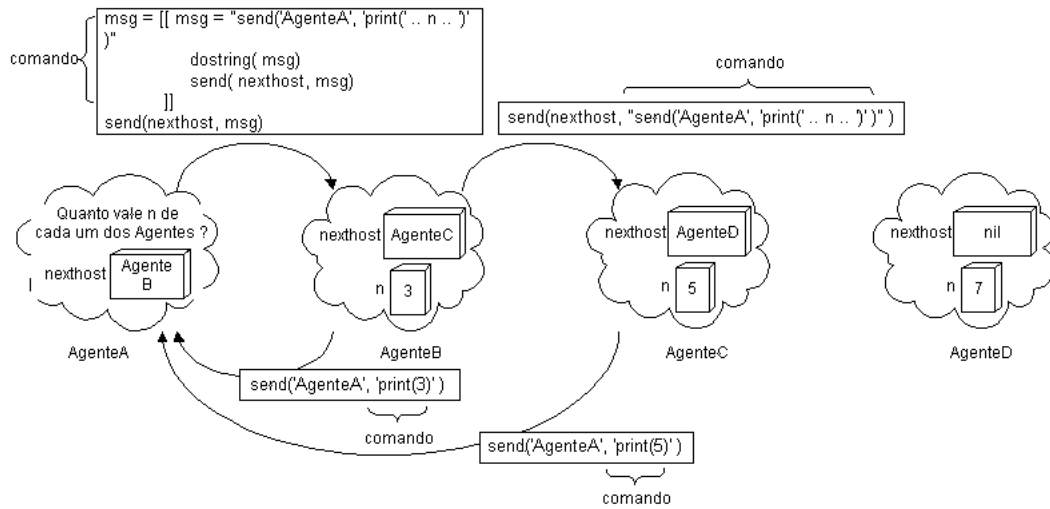 msg = [[ msg = "send('AgenteA', 'print(' .. n .. ')'
)"
dostring( msg)
send( nexthost, msg)
]]
send(nexthost, msg)
comando
comando
send(nexthost, "send('AgenteA', 'print(' .. n .. ')' )" )
Quanto vale n de
cada um dos Agentes ?
nexthost
Agente
B
AgenteA
nexthost
AgenteC
n
3
AgenteB
nexthost
AgenteD
n
5
AgenteC
nexthost
nil
n
7
AgenteD
send('AgenteA', 'print(3)' )
comando
send('AgenteA', 'print(5)' )
comando